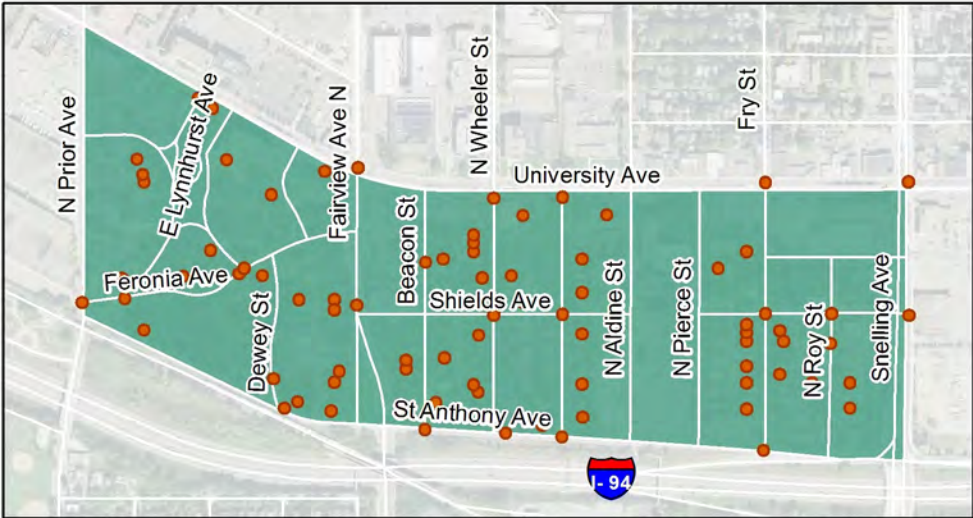 N Prior Ave
E Lynnhurst Ave
Fairview Ave N
N Wheeler St
Fry St
University Ave
Beacon St
Feronia Ave
Shields Ave
Dewey St
N Aldine St
N Pierce St
N Roy St
Snelling Ave
St Anthony Ave
I- 94